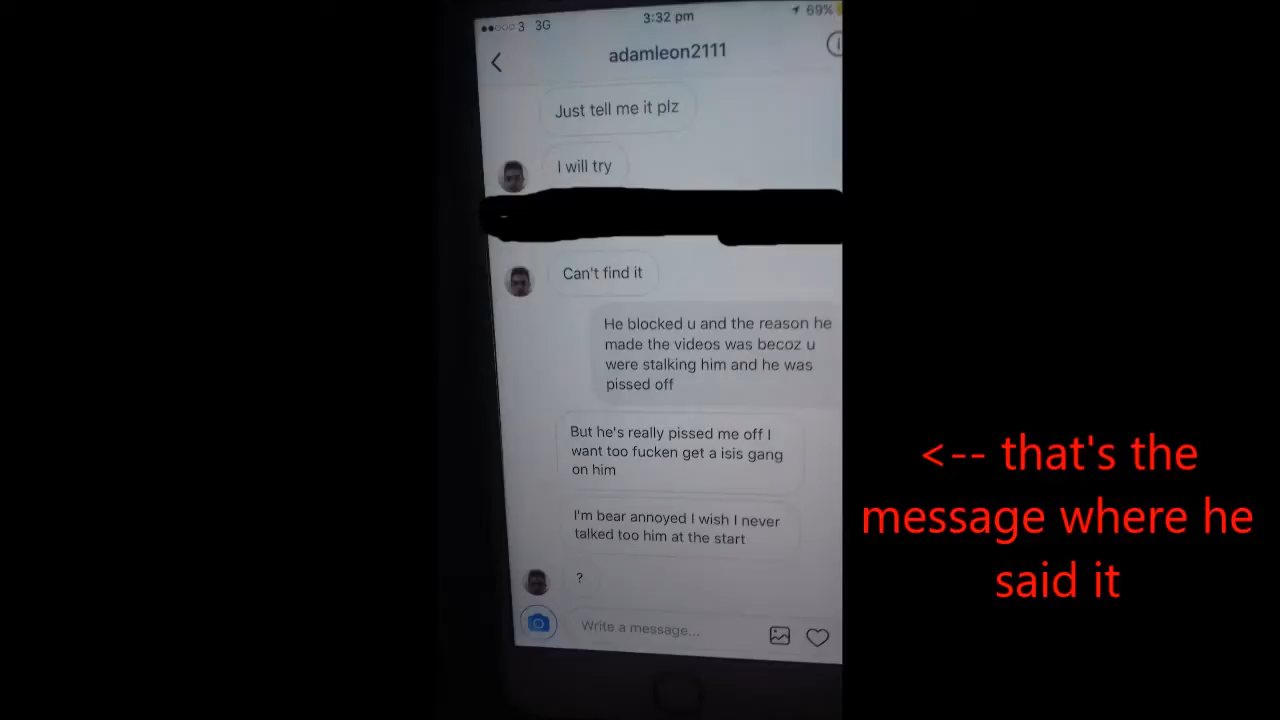 3 3G
3:32 pm
69%
adamleon2111
Just tell me it plz
I will try
Can't find it
He blocked u and the reason he
made the videos was becoz u
were stalking him and he was
pissed off
But he's really pissed me off I
want too fucken get a isis gang
on him
I'm bear annoyed I wish I never
talked too him at the start
?
Write a message...
<-- that's the
message where he
said it